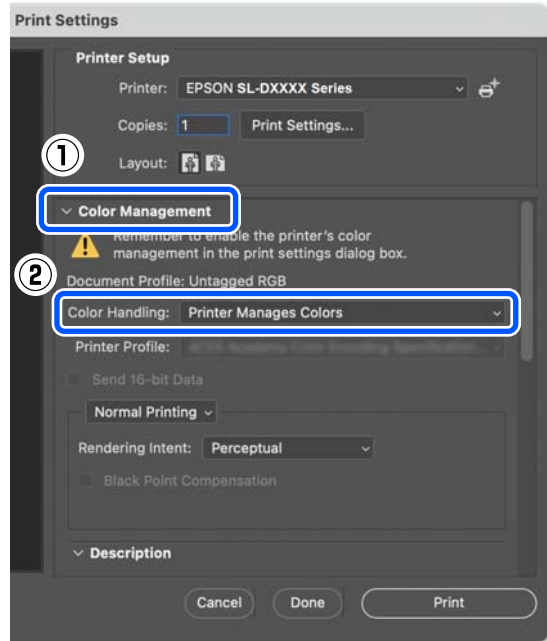 Print Settings
Printer Setup
Printer: EPSON SL-DXXXX Series
Copies: 1 Print Settings...
Layout:
①
Color Management
Remember to enable the printer's color
management in the print settings dialog box.
②
Document Profile: Untagged RGB
Color Handling: Printer Manages Colors
Printer Profile:
Send 16-bit Data
Normal Printing
Rendering Intent: Perceptual
Black Point Compensation
Description
Cancel Done Print